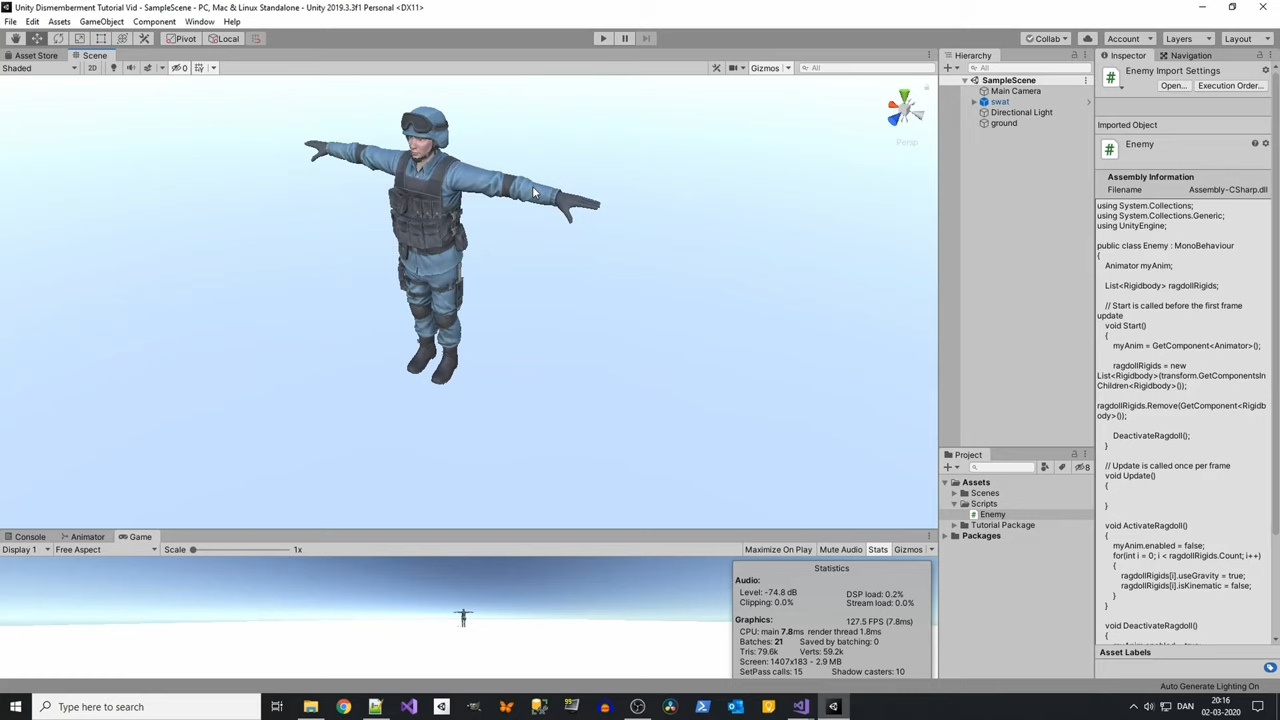 Unity Dismemberment Tutorial Vid - SampleScene - PC, Mac & Linux Standalone - Unity 2019.3.3f1 Personal <DX11>
File Edit Assets GameObject Component Window Help
Pivot Local Collab Account Layers Layout
Asset Store Scene
Shaded 2D 0 Gizmos All
Persp
Hierarchy
All
SampleScene
Main Camera
swat
Directional Light
ground
Project
8
Assets
Scenes
Scripts
Enemy
Tutorial Package
Packages
Inspector Navigation
Enemy Import Settings
Open... Execution Order...
Imported Object
Enemy
Assembly Information
Filename Assembly-CSharp.dll
using System.Collections;
using System.Collections.Generic;
using UnityEngine;
public class Enemy : MonoBehaviour
{
Animator myAnim;
List<Rigidbody> ragdollRigids;
// Start is called before the first frame
update
void Start()
{
myAnim = GetComponent<Animator>();
ragdollRigids = new
List<Rigidbody>(transform.GetComponentsIn
Children<Rigidbody>());
ragdollRigids.Remove(GetComponent<Rigid
body>());
DeactivateRagdoll();
}
// Update is called once per frame
void Update()
{
}
void ActivateRagdoll()
{
myAnim.enabled = false;
for(int i = 0; i < ragdollRigids.Count; i++)
{
ragdollRigids[i].useGravity = true;
ragdollRigids[i].isKinematic = false;
}
}
void DeactivateRagdoll()
{
Asset Labels
Console Animator Game
Display 1 Free Aspect Scale 1x Maximize On Play Mute Audio Stats Gizmos
Statistics
Audio:
Level: -74.8 dB DSP load: 0.2%
Clipping: 0.0% Stream load: 0.0%
Graphics: 127.5 FPS (7.8ms)
CPU: main 7.8ms render thread 1.8ms
Batches: 21 Saved by batching: 0
Tris: 79.6k Verts: 59.2k
Screen: 1407x183 - 2.9 MB
SetPass calls: 15 Shadow casters: 10
Auto Generate Lighting On
Type here to search
DAN
20:16
02-03-2020